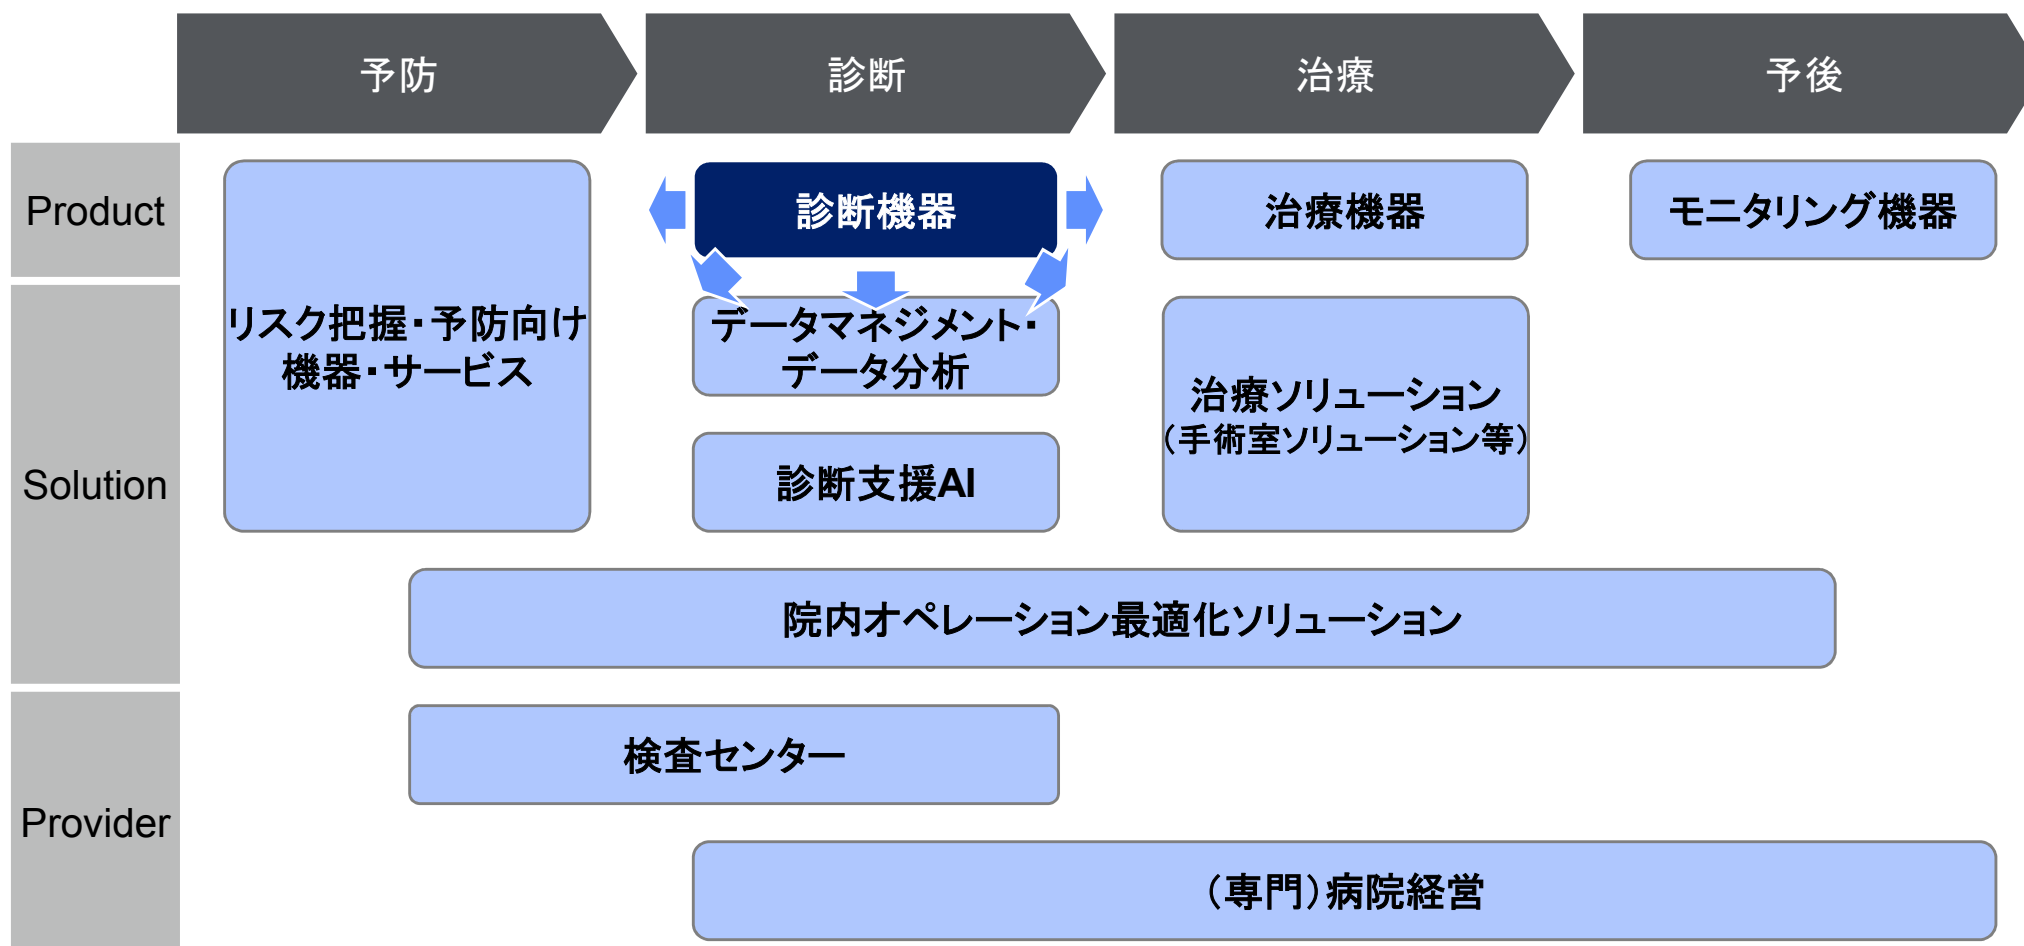 予防
診断
治療
予後
Product
診断機器
治療機器
モニタリング機器
リスク把握・予防向け
機器・サービス
データマネジメント・
データ分析
Solution
治療ソリューション
（手術室ソリューション等）
診断支援AI
院内オペレーション最適化ソリューション
Provider
検査センター
（専門）病院経営